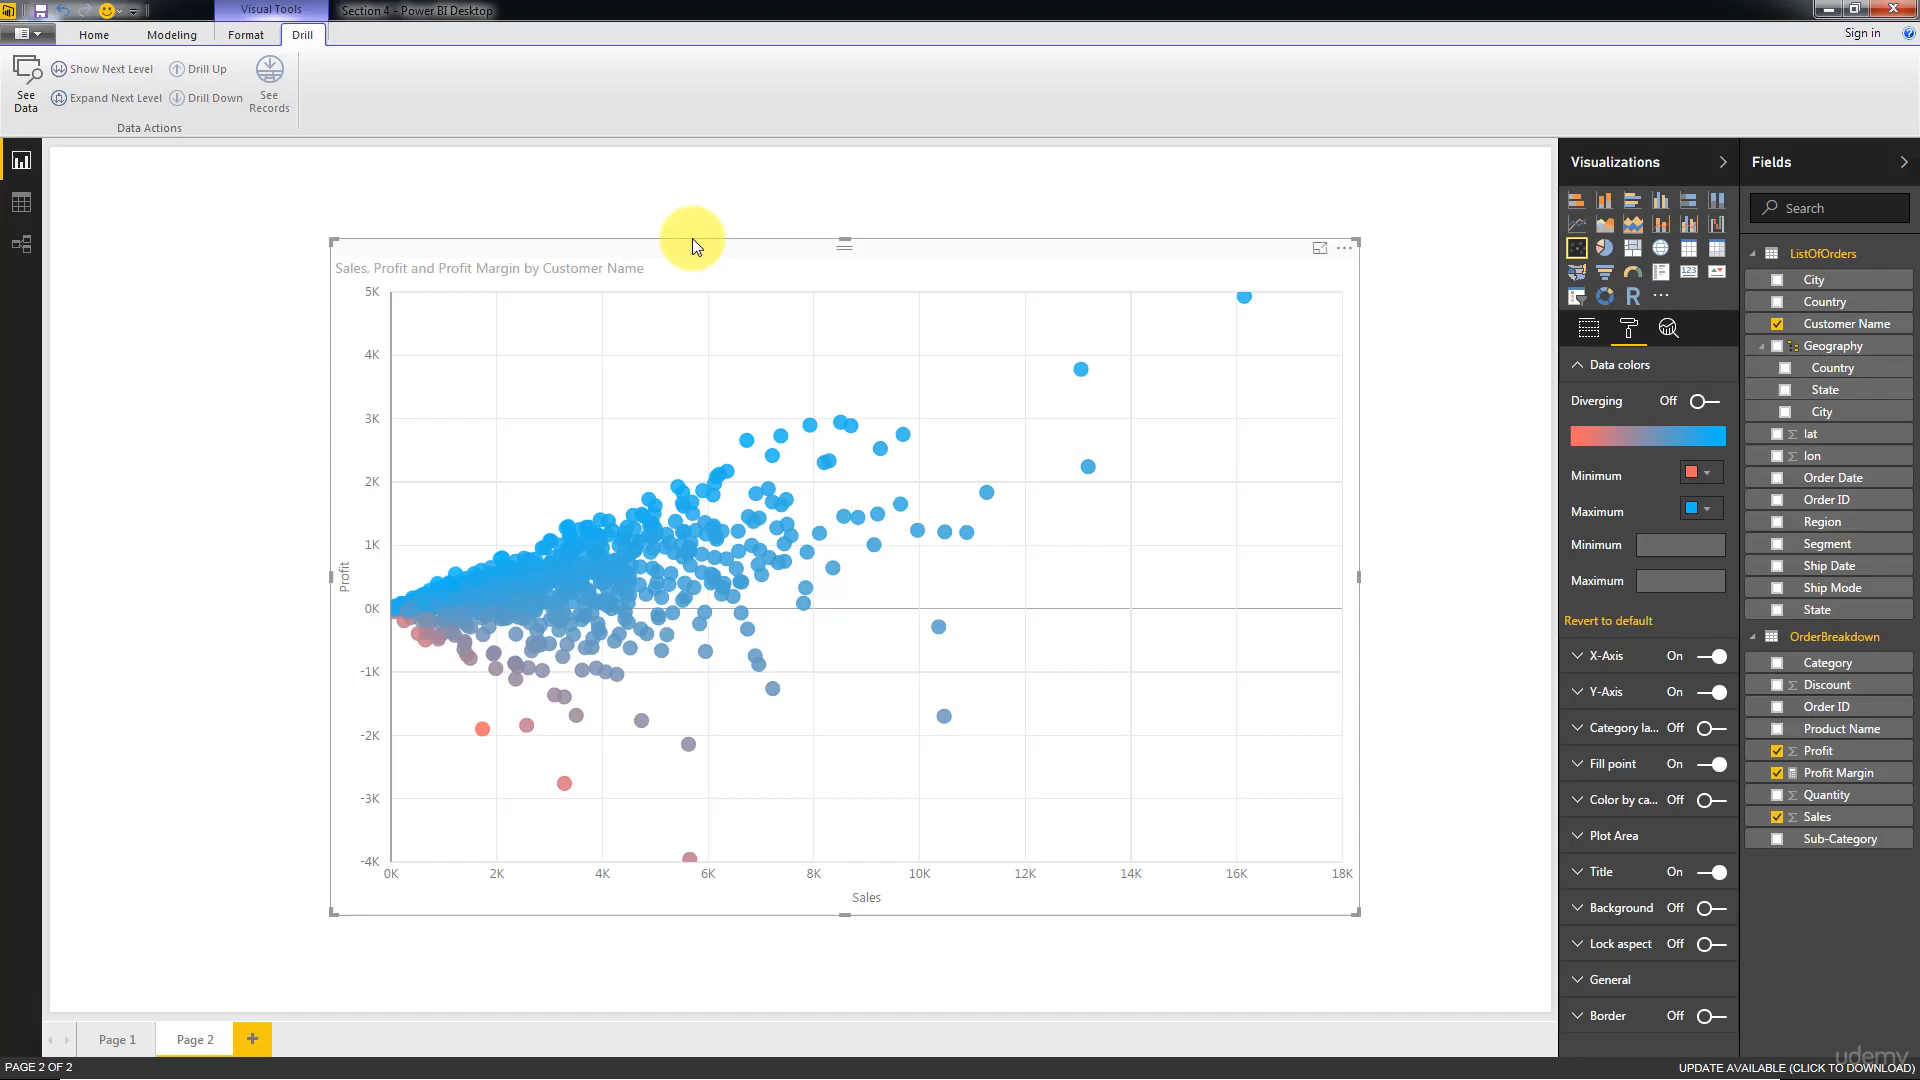 Visual Tools
Section 4 - Power BI Desktop
Home
Modeling
Format
Drill
Sign in
See Data
Show Next Level
Expand Next Level
Drill Up
Drill Down
See Records
Data Actions
Sales, Profit and Profit Margin by Customer Name
5K
4K
3K
2K
1K
0K
-1K
-2K
-3K
-4K
Profit
0K
2K
4K
6K
8K
10K
12K
14K
16K
18K
Sales
Visualizations
R
123
Data colors
Diverging Off
Minimum
Maximum
Minimum
Maximum
Revert to default
X-Axis On
Y-Axis On
Category la... Off
Fill point On
Color by ca... Off
Plot Area
Title On
Background Off
Lock aspect Off
General
Border Off
Fields
Search
ListOfOrders
City
Country
Customer Name
Geography
Country
State
City
lat
lon
Order Date
Order ID
Region
Segment
Ship Date
Ship Mode
State
OrderBreakdown
Category
Discount
Order ID
Product Name
Profit
Profit Margin
Quantity
Sales
Sub-Category
Page 1
Page 2
PAGE 2 OF 2
UPDATE AVAILABLE (CLICK TO DOWNLOAD)
udemy